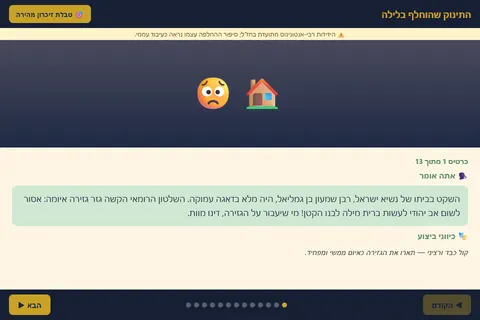 התינוק שהוחלף בלילה
🧠 טבלת זיכרון מהירה
⚠️ הידידות רבי-אנטונינוס מתועדת בחז"ל; סיפור ההחלפה עצמו נראה כעיבוד עממי.
כרטיס 1 מתוך 13
🗣️ אתה אומר
השקט בביתו של נשיא ישראל, רבן שמעון בן גמליאל, היה מלא בדאגה עמוקה. השלטון הרומאי הקשה גזר גזירה איומה: אסור
לשום אב יהודי לעשות ברית מילה לבנו הקטן! מי שיעבור על הגזירה, דינו מוות.
🎭 כיווני ביצוע
קול כבד ורציני — תארו את הגזירה כאיום ממשי ומפחיד.
◀ הקודם
הבא ▶